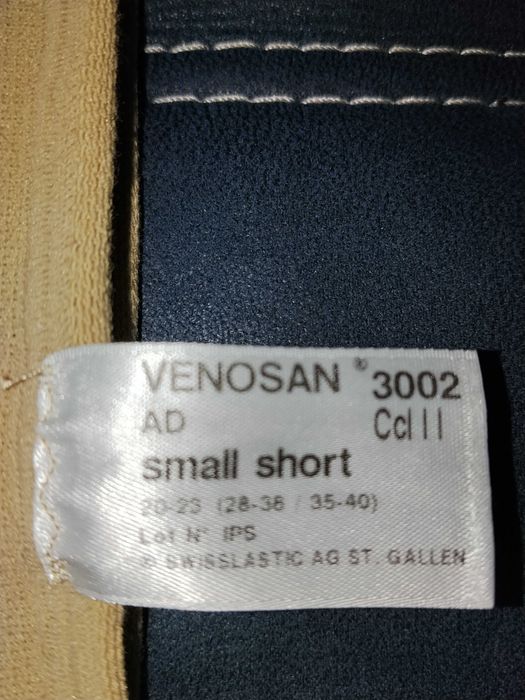 VENOSAN ® 3002
AD Ccl II
small short
20-23 (28-36 / 35-40)
Lot N° IPS
© SWISSLASTIC AG ST. GALLEN